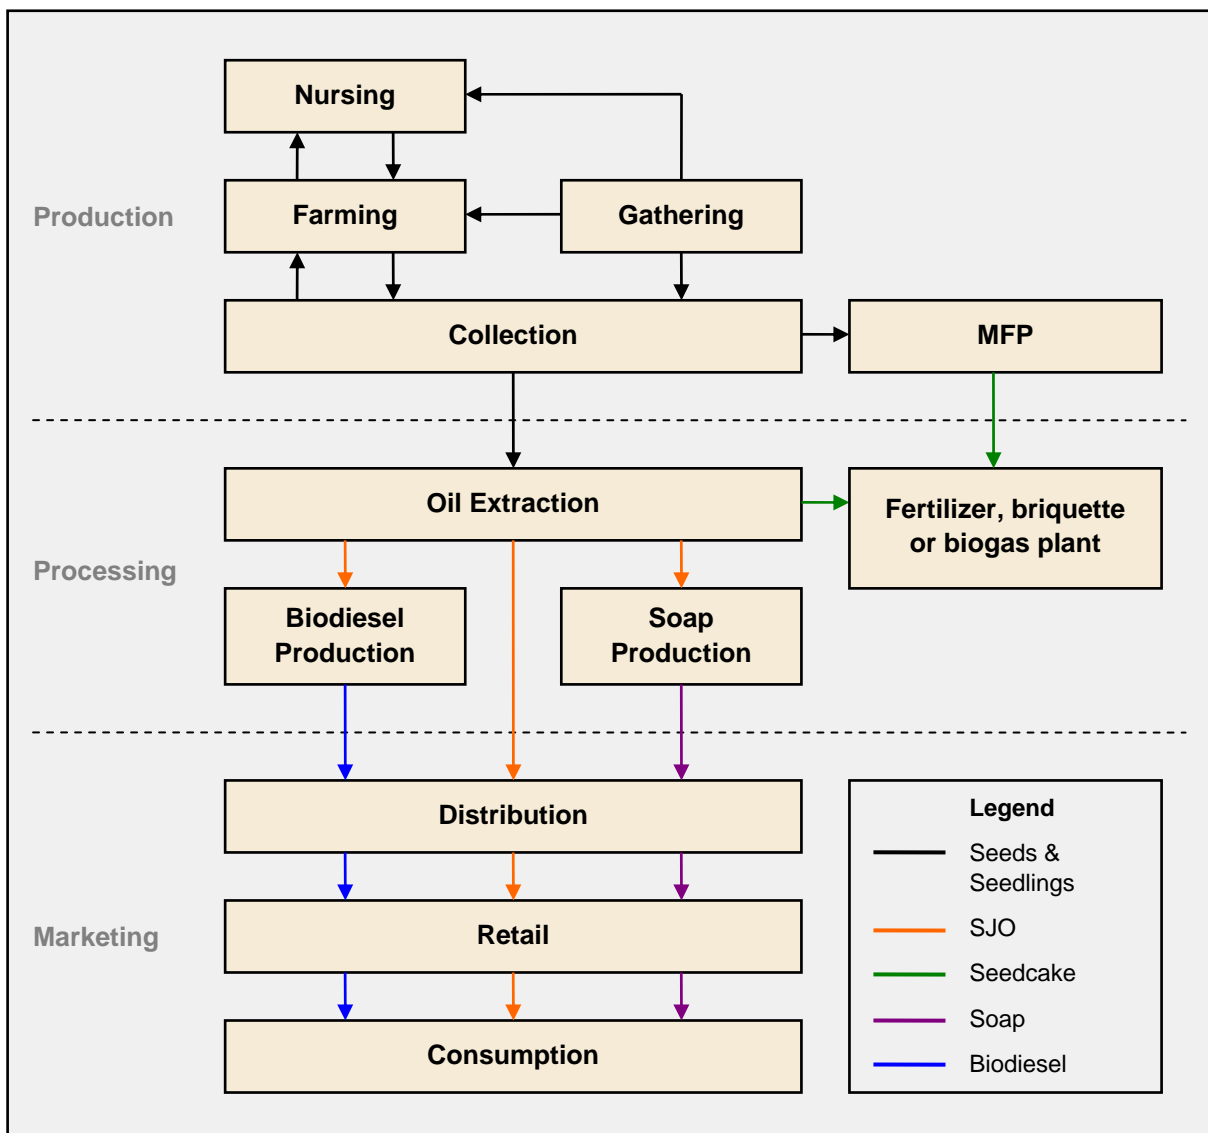 Nursing
Production
Farming
Gathering
Collection
MFP
Oil Extraction
Fertilizer, briquette
or biogas plant
Processing
Biodiesel
Production
Soap
Production
Distribution
Marketing
Retail
Consumption
Legend
Seeds &
Seedlings
SJO
Seedcake
Soap
Biodiesel